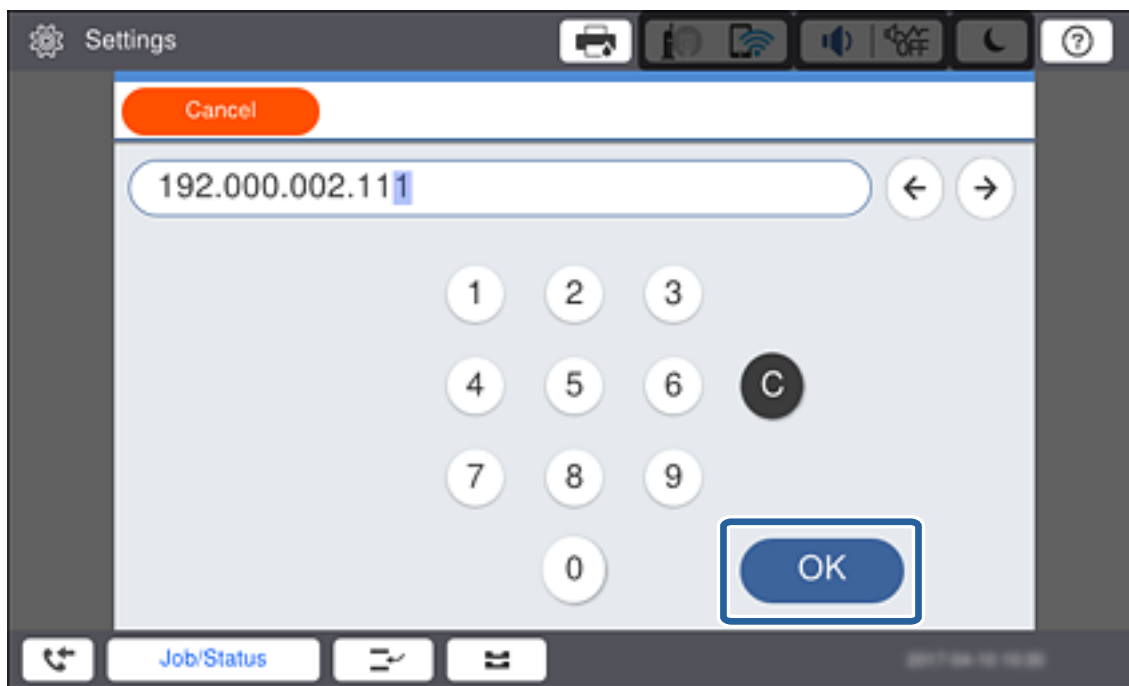 Settings
OFF
?
Cancel
192.000.002.111
1 2 3
4 5 6 C
7 8 9
0 OK
Job/Status